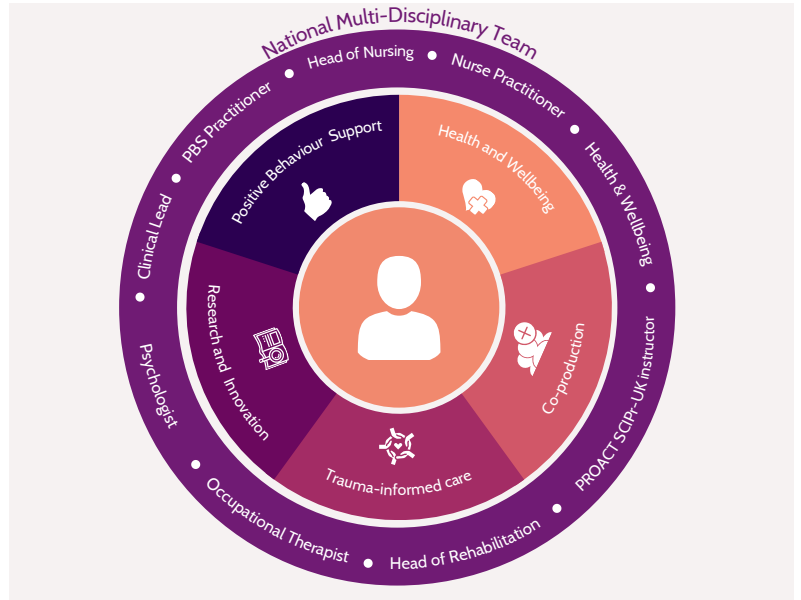 National Multi-Disciplinary Team
Head of Nursing
Nurse Practitioner
Health & Wellbeing
PROACT SCIPr-UK instructor
Head of Rehabilitation
Occupational Therapist
Psychologist
Clinical Lead
PBS Practitioner
Positive Behaviour Support
Health and Wellbeing
Co-production
Trauma-informed care
Research and Innovation